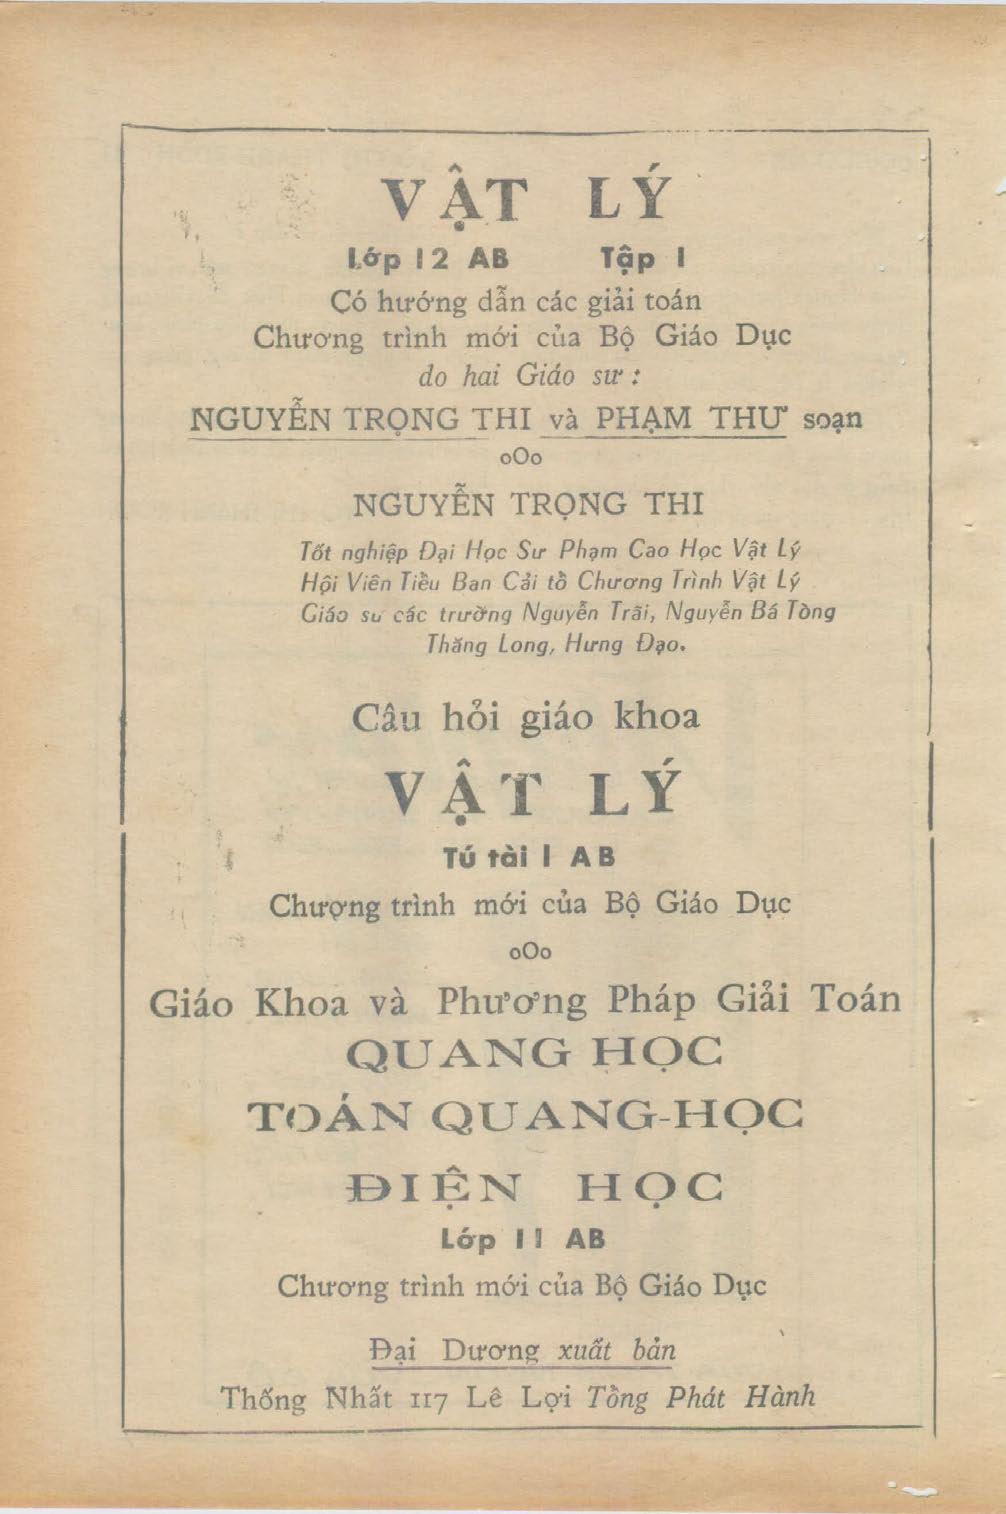 VẬT LÝ
Lớp 12 AB Tập 1
Có hướng dẫn các giải toán
Chương trình mới của Bộ Giáo Dục
do hai Giáo sư :
NGUYỄN TRỌNG THI và PHẠM THƯ soạn
oOo
NGUYỄN TRỌNG THI
Tốt nghiệp Đại Học Sư Phạm Cao Học Vật Lý
Hội Viên Tiểu Ban Cải tổ Chương Trình Vật Lý
Giáo sư các trường Nguyễn Trãi, Nguyễn Bá Tòng
Thăng Long, Hưng Đạo.
Câu hỏi giáo khoa
VẬT LÝ
Tú tài I AB
Chượng trình mới của Bộ Giáo Dục
oOo
Giáo Khoa và Phương Pháp Giải Toán
QUANG HỌC
TOÁN QUANG-HỌC
ĐIỆN HỌC
Lớp 11 AB
Chương trình mới của Bộ Giáo Dục
Đại Dương xuất bản
Thống Nhất 117 Lê Lợi Tổng Phát Hành